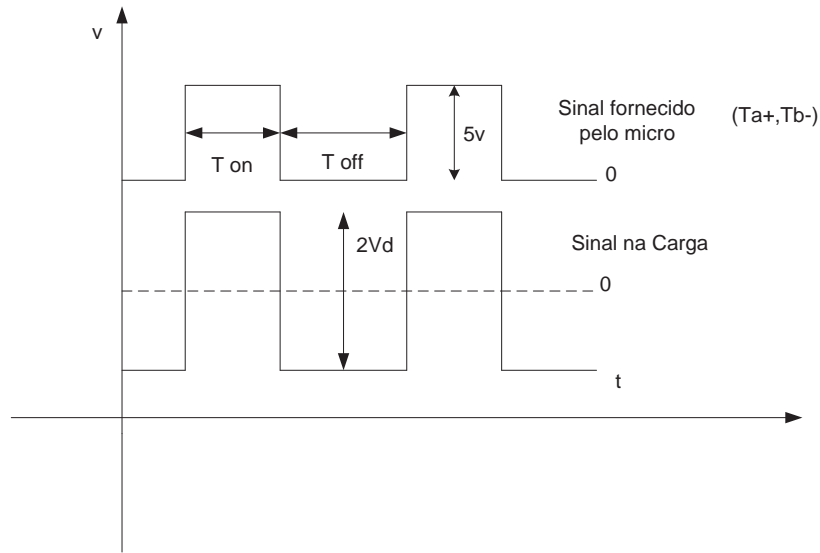 v
Sinal fornecido
pelo micro
(Ta+,Tb-)
5v
T on
T off
0
2Vd
Sinal na Carga
0
t